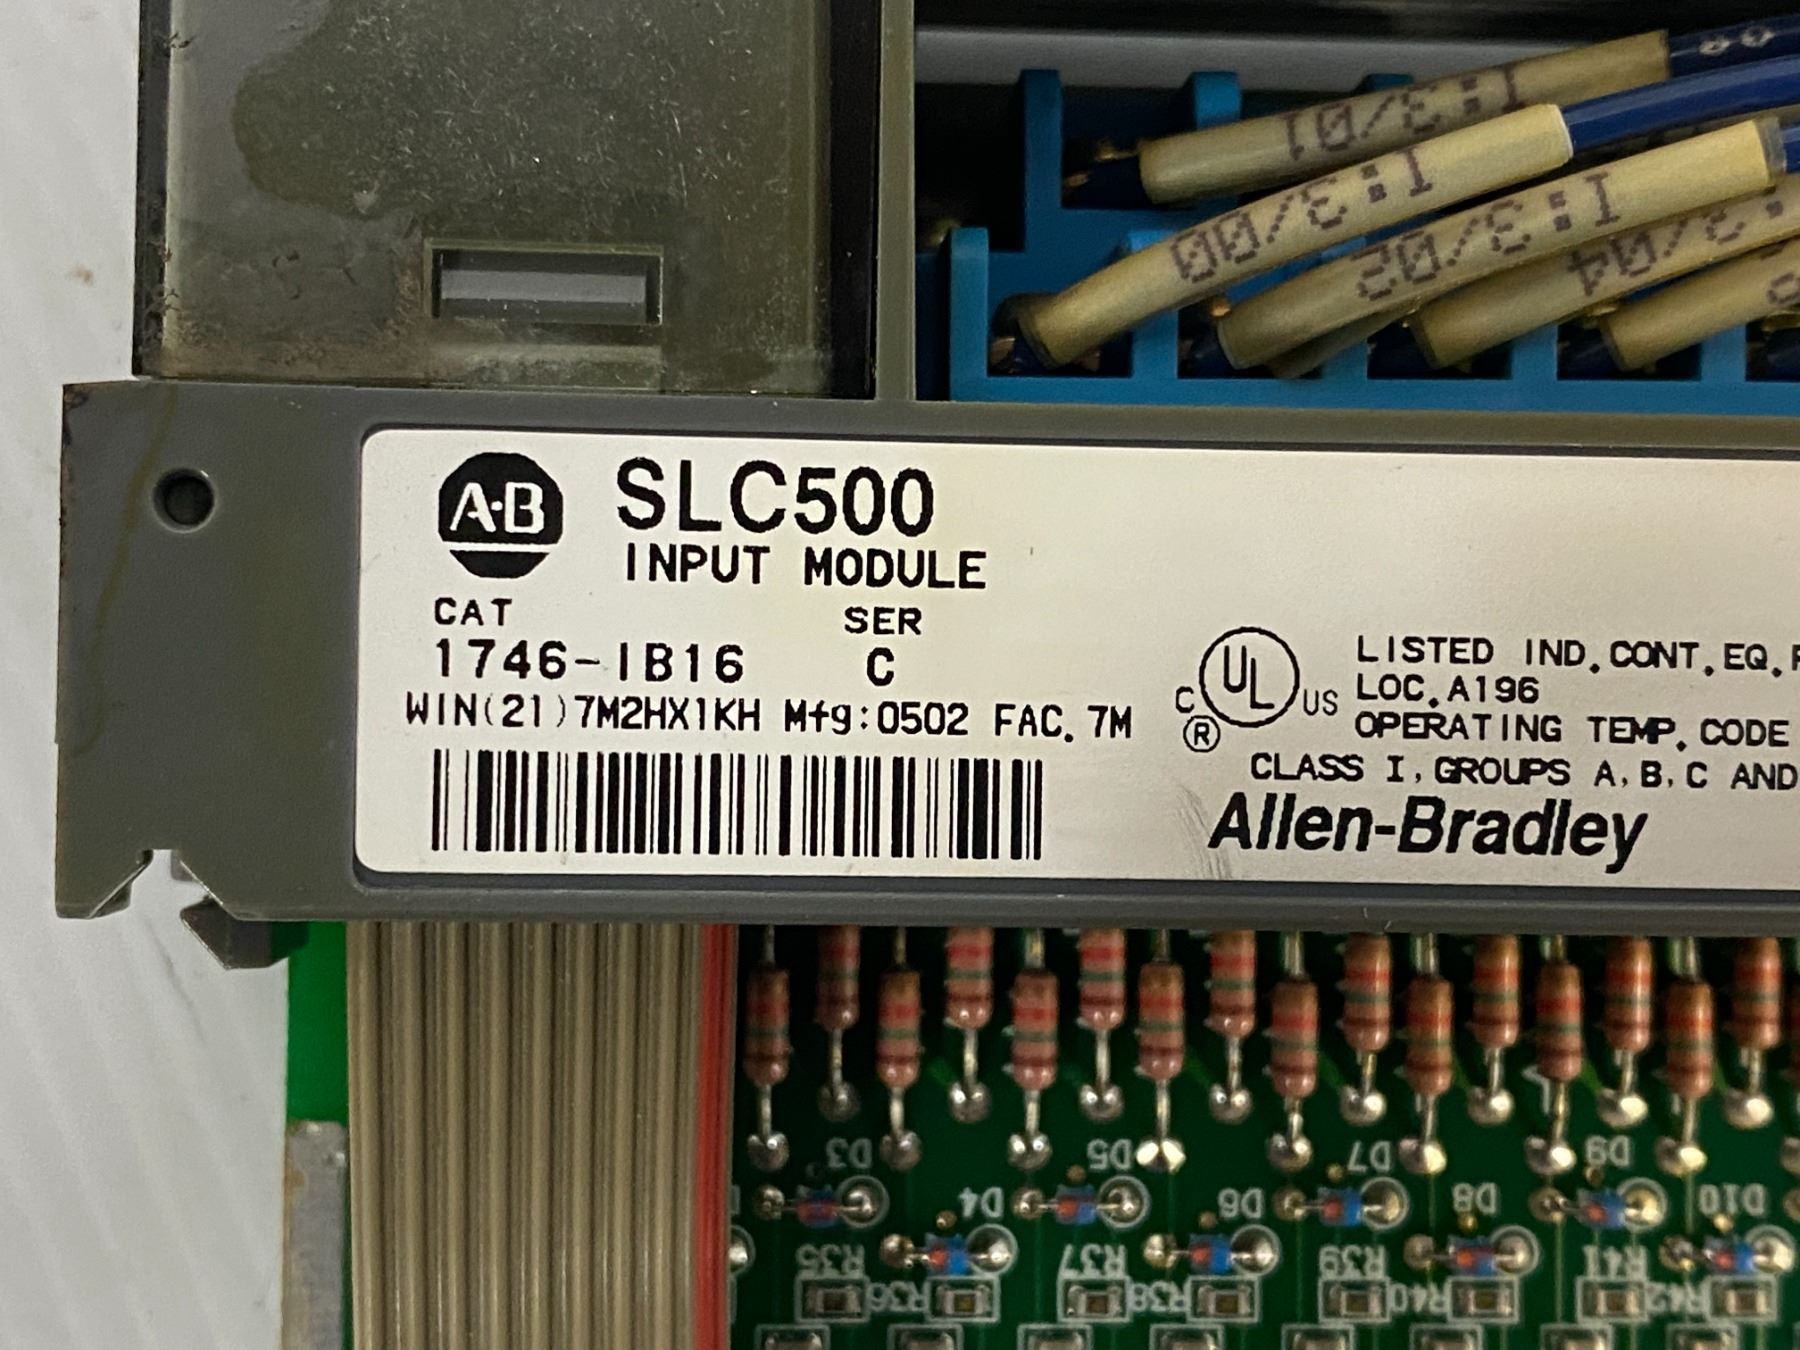 80
I:3/01
I:3/00
I:3/02
3/04
A·B
SLC500
INPUT MODULE
CAT SER
1746-IB16 C
WIN(21)7M2HX1KH Mfg:0502 FAC. 7M
C UL US
®
LISTED IND. CONT. EQ.
LOC. A196
OPERATING TEMP. CODE
CLASS I, GROUPS A, B, C AND
Allen-Bradley
D3 D5 D7 D9
D4 D6 D8 D10
R35 R37 R39 R41
R36 R38 R40 R42